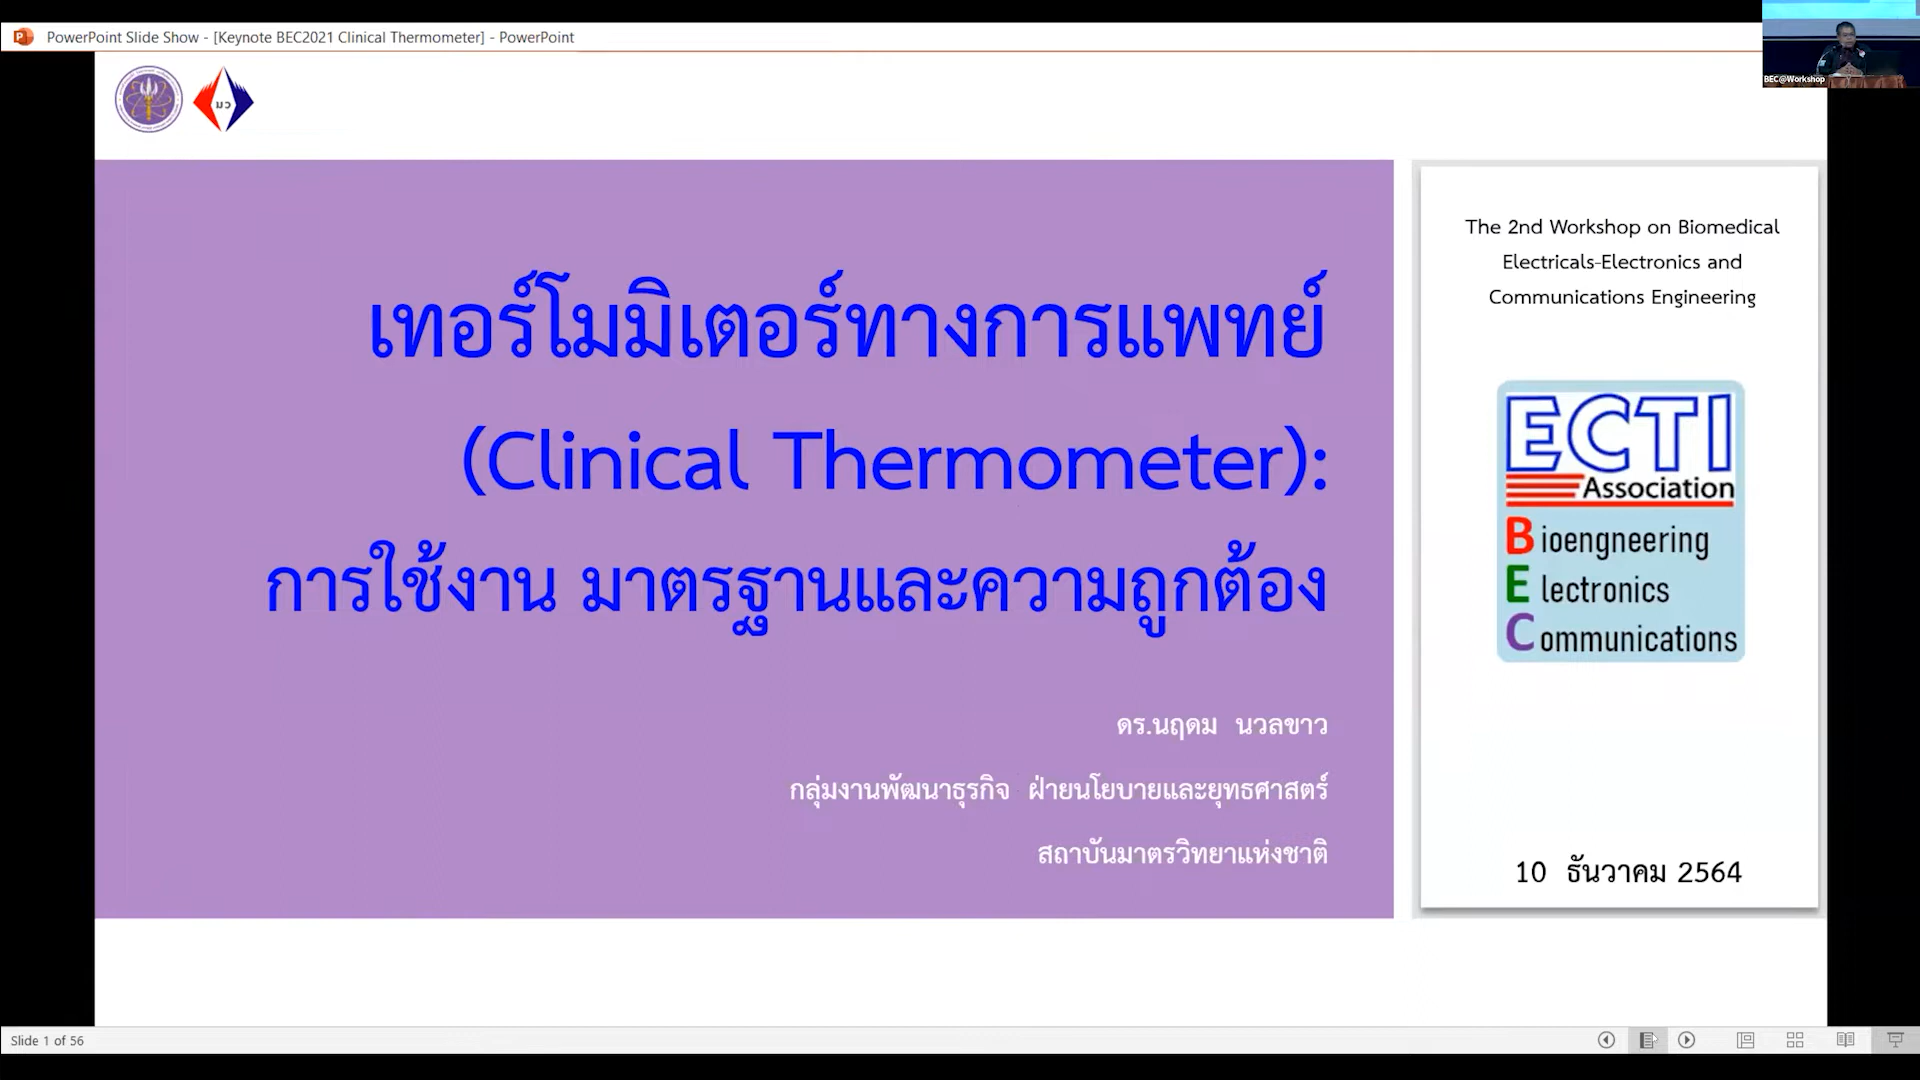 PowerPoint Slide Show - [Keynote BEC2021 Clinical Thermometer] - PowerPoint
BEC@Workshop
มว
เทอร์โมมิเตอร์ทางการแพทย์
(Clinical Thermometer):
การใช้งาน มาตรฐานและความถูกต้อง
ดร.นฤดม นวลขาว
กลุ่มงานพัฒนาธุรกิจ ฝ่ายนโยบายและยุทธศาสตร์
สถาบันมาตรวิทยาแห่งชาติ
The 2nd Workshop on Biomedical
Electricals-Electronics and
Communications Engineering
ECTI
Association
Bioengneering
Electronics
Communications
10 ธันวาคม 2564
Slide 1 of 56